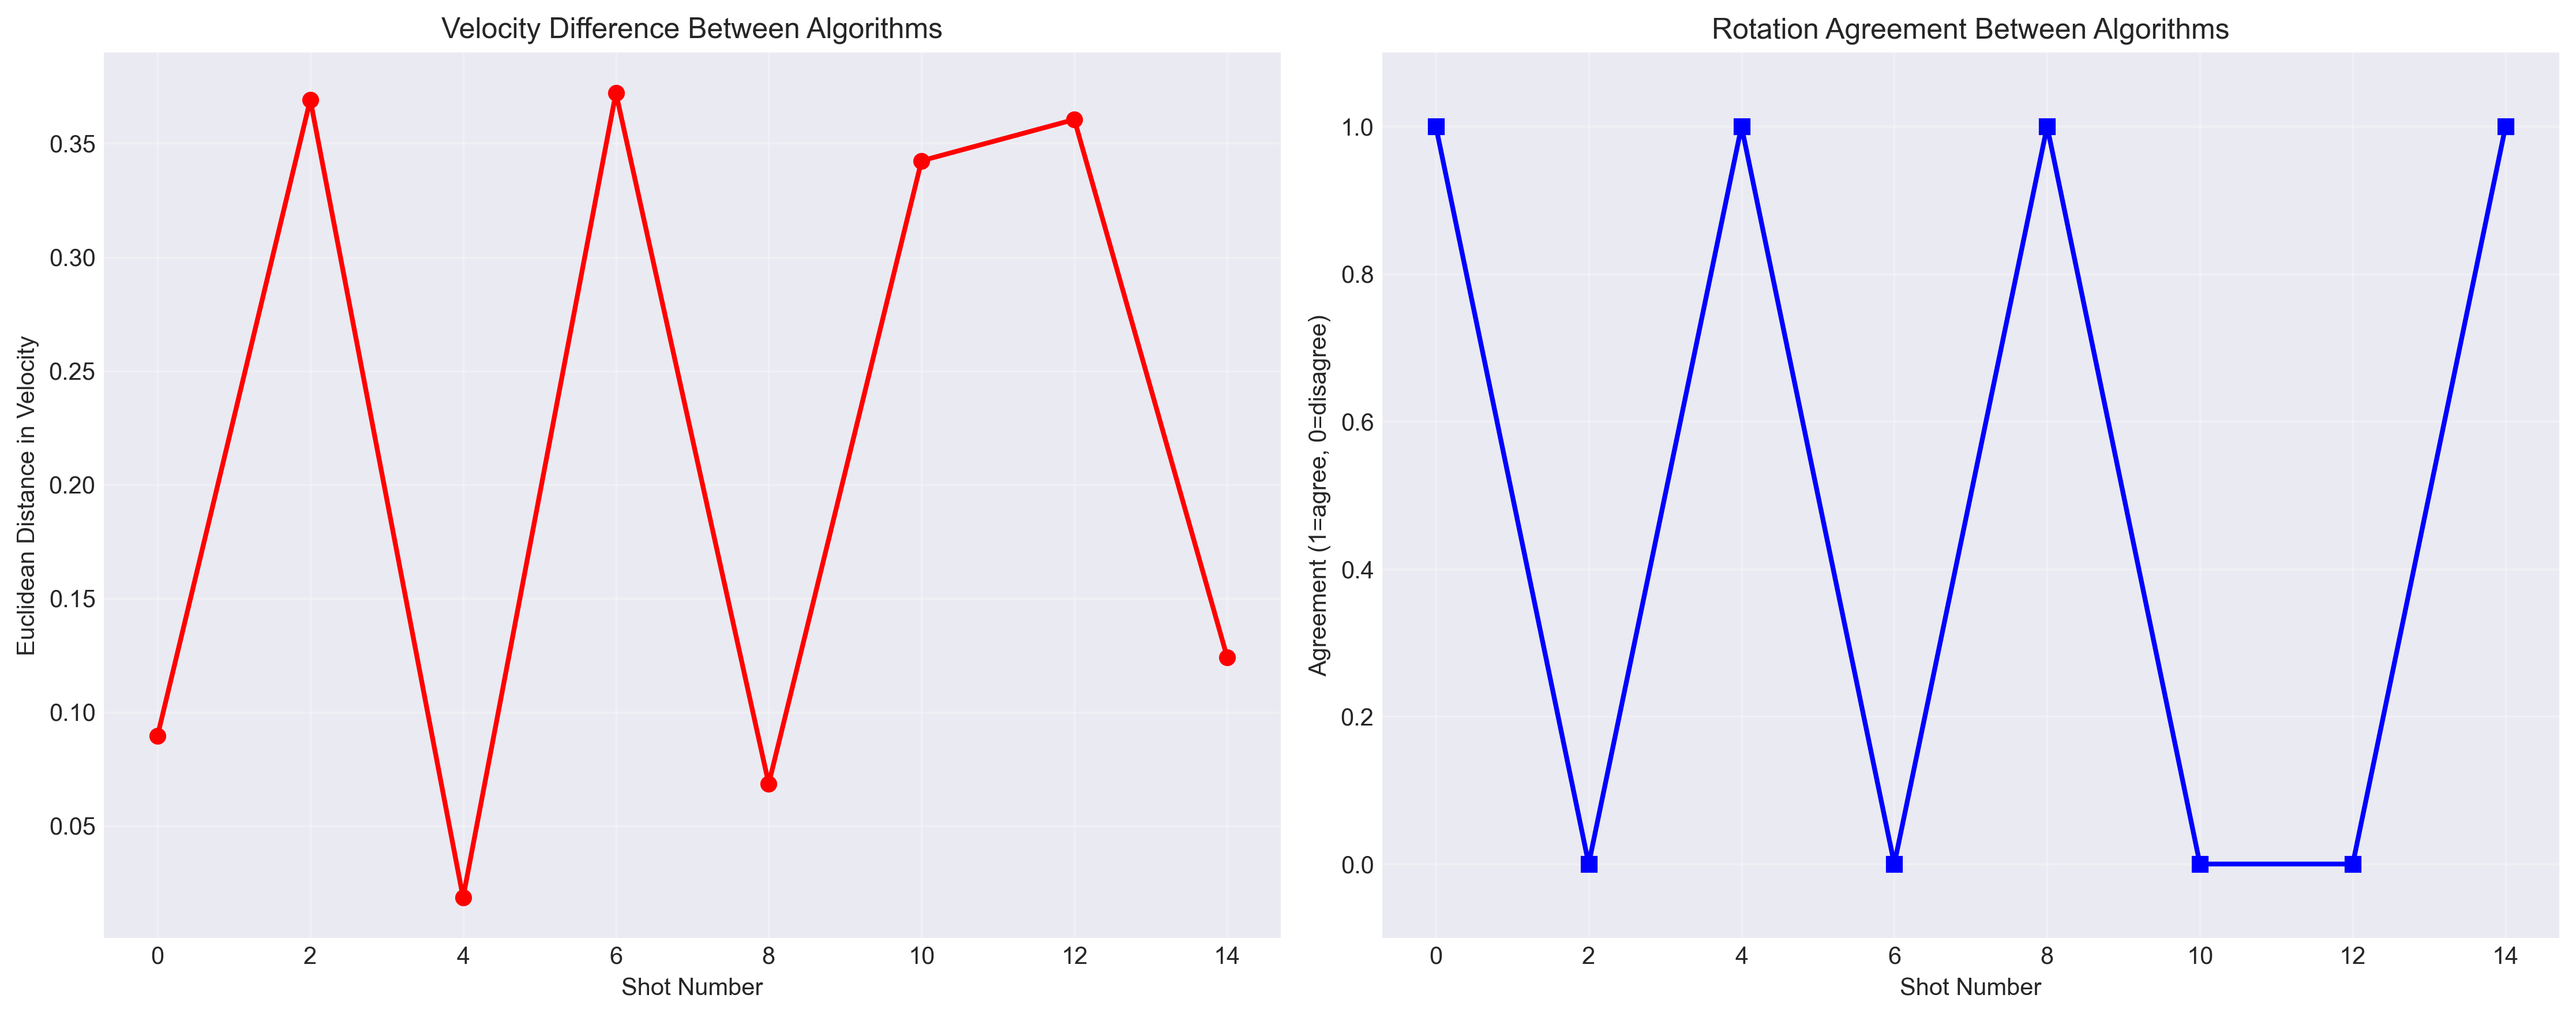 Velocity Difference Between Algorithms
Euclidean Distance in Velocity
0.35
0.30
0.25
0.20
0.15
0.10
0.05
0 2 4 6 8 10 12 14
Shot Number
Rotation Agreement Between Algorithms
Agreement (1=agree, 0=disagree)
1.0
0.8
0.6
0.4
0.2
0.0
0 2 4 6 8 10 12 14
Shot Number